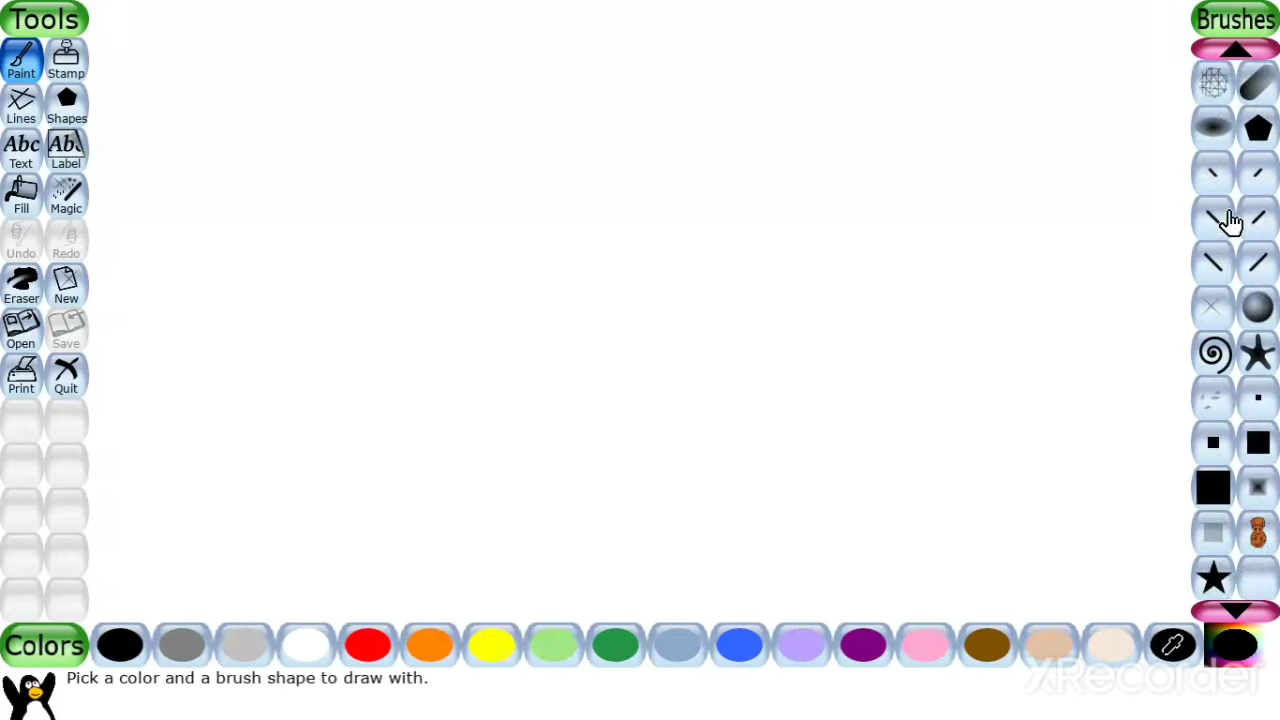 Tools
Brushes
Paint
Stamp
Lines
Shapes
Abc
Abc
Text
Label
Fill
Magic
Undo
Redo
Eraser
New
Open
Save
Print
Quit
Colors
Pick a color and a brush shape to draw with.
XRecorder